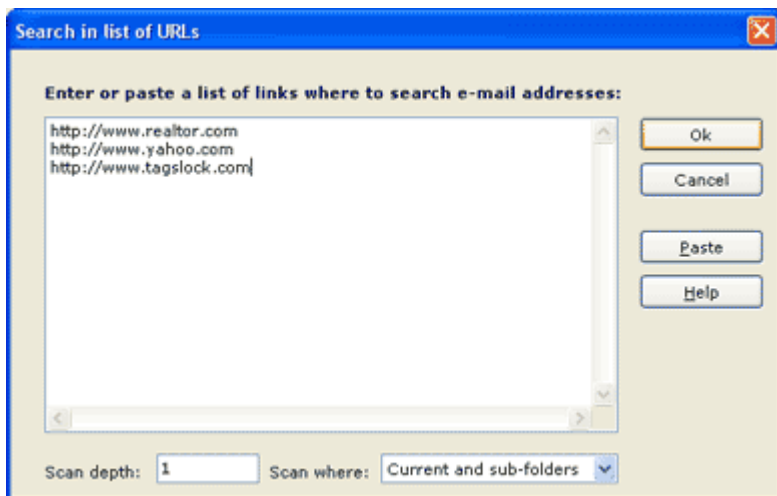 Search in list of URLs
Enter or paste a list of links where to search e-mail addresses:
http://www.realtor.com
http://www.yahoo.com
http://www.tagslock.com
Ok
Cancel
Paste
Help
Scan depth: 1 Scan where: Current and sub-folders